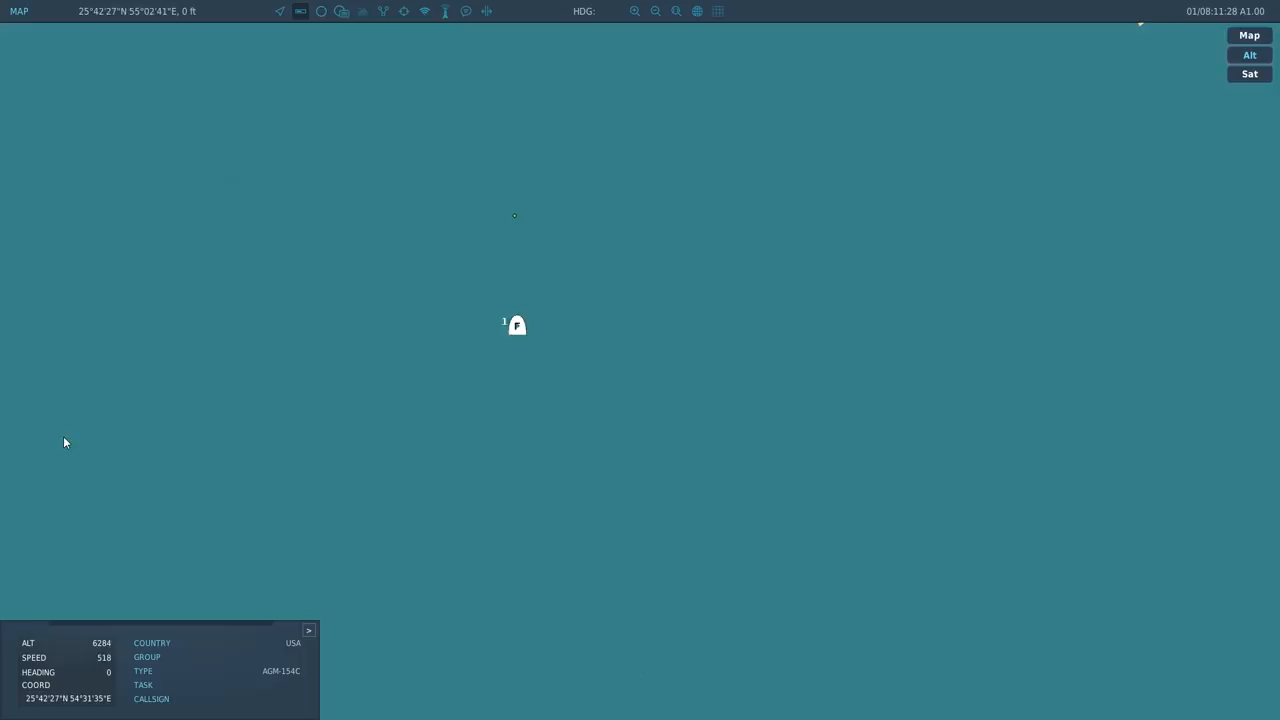 MAP 25°42'27"N 55°02'41"E, 0 ft HDG: 01/08:11:28 A1.00
Map
Alt
Sat
1 F
>
ALT 6284 COUNTRY USA
SPEED 518 GROUP
HEADING 0 TYPE AGM-154C
COORD TASK
25°42'27"N 54°31'35"E CALLSIGN